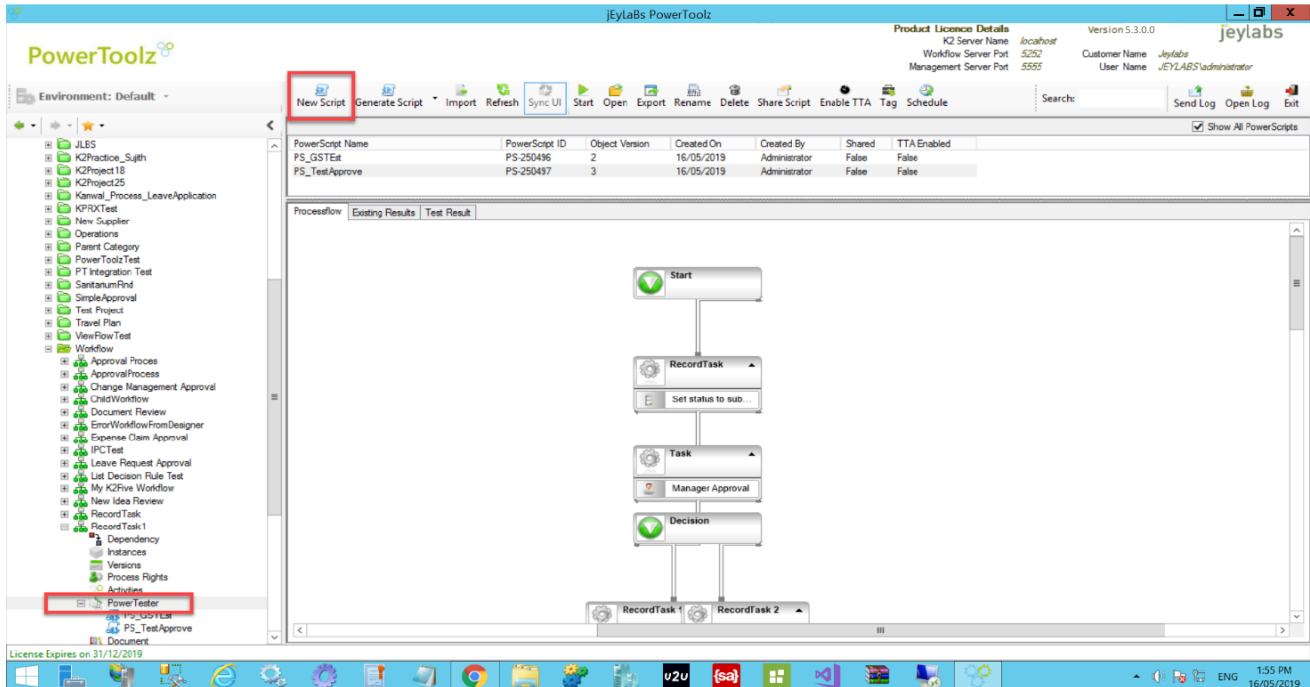 jEyLaBs PowerToolz
PowerToolz
Product Licence Details
Version 5.3.0.0
jeylabs
K2 Server Name localhost
Workflow Server Port 5252
Customer Name Jeylabs
Management Server Port 5555
User Name JEYLABS\administrator
Environment: Default
New Script Generate Script Import Refresh Sync UI Start Open Export Rename Delete Share Script Enable TTA Tag Schedule
Search:
Send Log Open Log Exit
Show All PowerScripts
JLBS
K2Practice_Sujith
K2Project18
K2Project25
Kanwal_Process_LeaveApplication
KPRXTest
New Supplier
Operations
Parent Category
PowerToolzTest
PT Integration Test
SanitariumRnd
SimpleApproval
Test Project
Travel Plan
ViewFlowTest
Workflow
Approval Proces
ApprovalProcess
Change Management Approval
ChildWorkflow
Document Review
ErrorWorkflowFromDesigner
Expense Claim Approval
IPCTest
Leave Request Approval
List Decision Rule Test
My K2Five Workflow
New Idea Review
RecordTask
RecordTask1
Dependency
Instances
Versions
Process Rights
Activities
PowerTester
PS_GSTEst
PS_TestApprove
Document
PowerScript Name PowerScript ID Object Version Created On Created By Shared TTA Enabled
PS_GSTEst PS-250496 2 16/05/2019 Administrator False False
PS_TestApprove PS-250497 3 16/05/2019 Administrator False False
Processflow Existing Results Test Result
Start
RecordTask
Set status to sub...
Task
Manager Approval
Decision
RecordTask 1
RecordTask 2
License Expires on 31/12/2019
u2u
{sa}
ENG
1:55 PM
16/05/2019